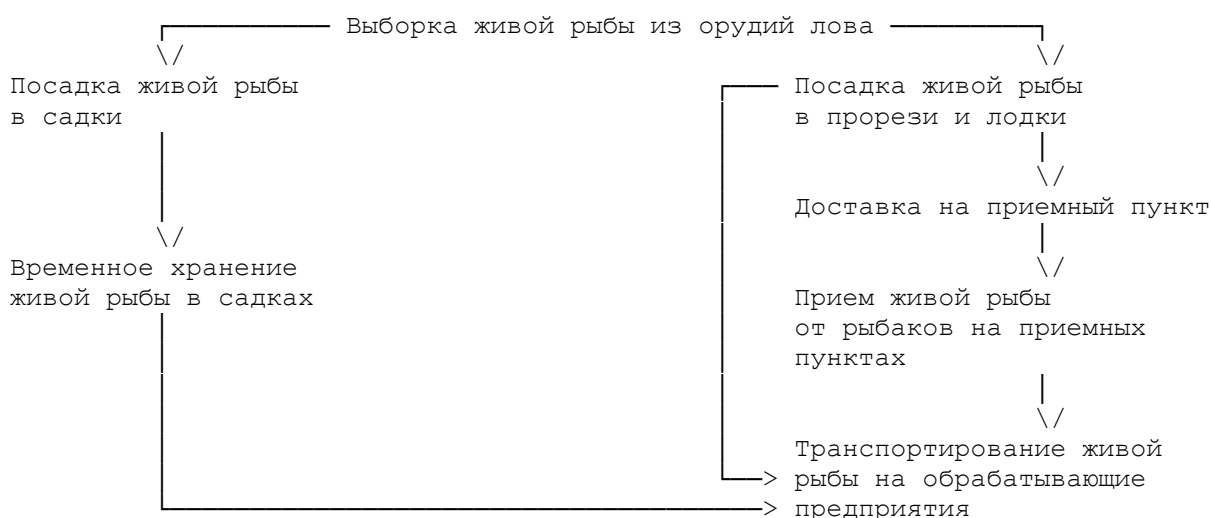 Выборка живой рыбы из орудий лова
Посадка живой рыбы
в садки
Посадка живой рыбы
в прорези и лодки
Доставка на приемный пункт
Временное хранение
живой рыбы в садках
Прием живой рыбы
от рыбаков на приемных
пунктах
Транспортирование живой
рыбы на обрабатывающие
предприятия